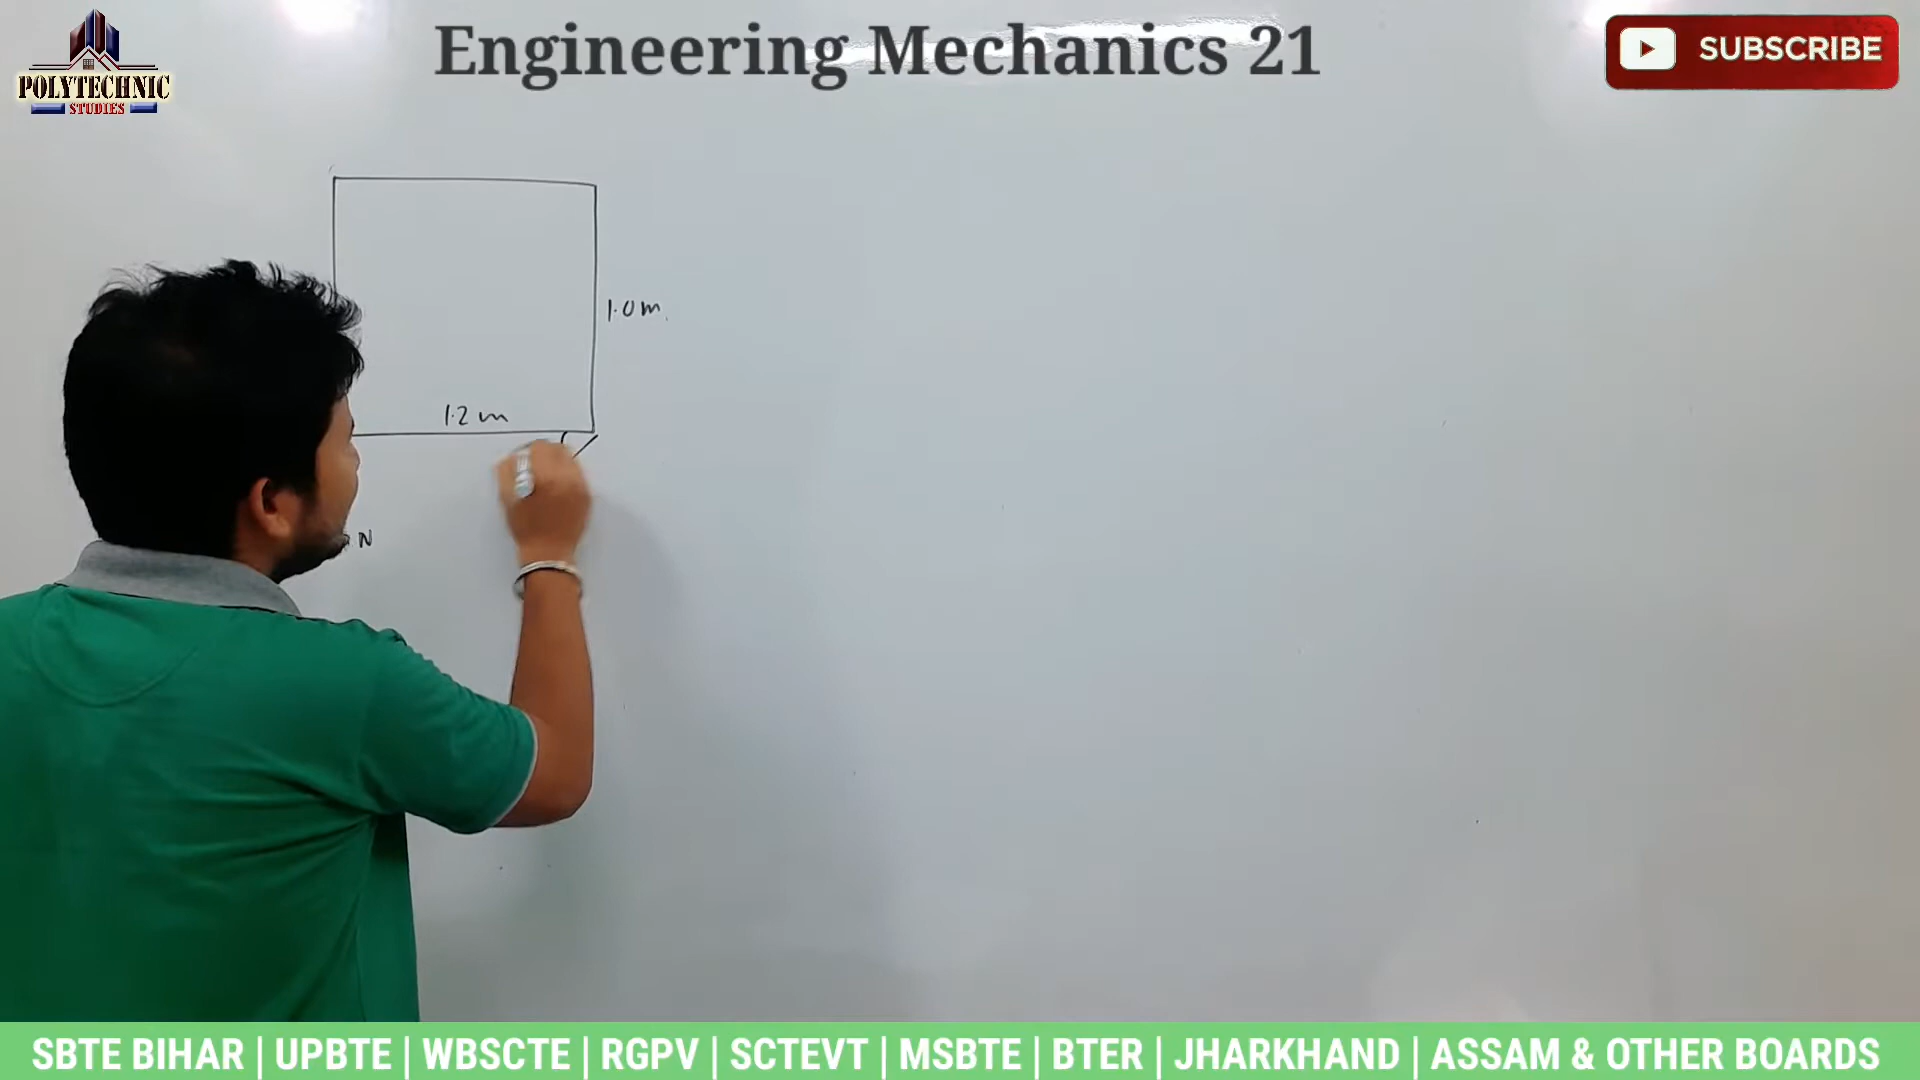 Engineering Mechanics 21
POLYTECHNIC
STUDIES
SUBSCRIBE
1.0 m.
1.2 m
N
SBTE BIHAR | UPBTE | WBSCTE | RGPV | SCTEVT | MSBTE | BTER | JHARKHAND | ASSAM & OTHER BOARDS